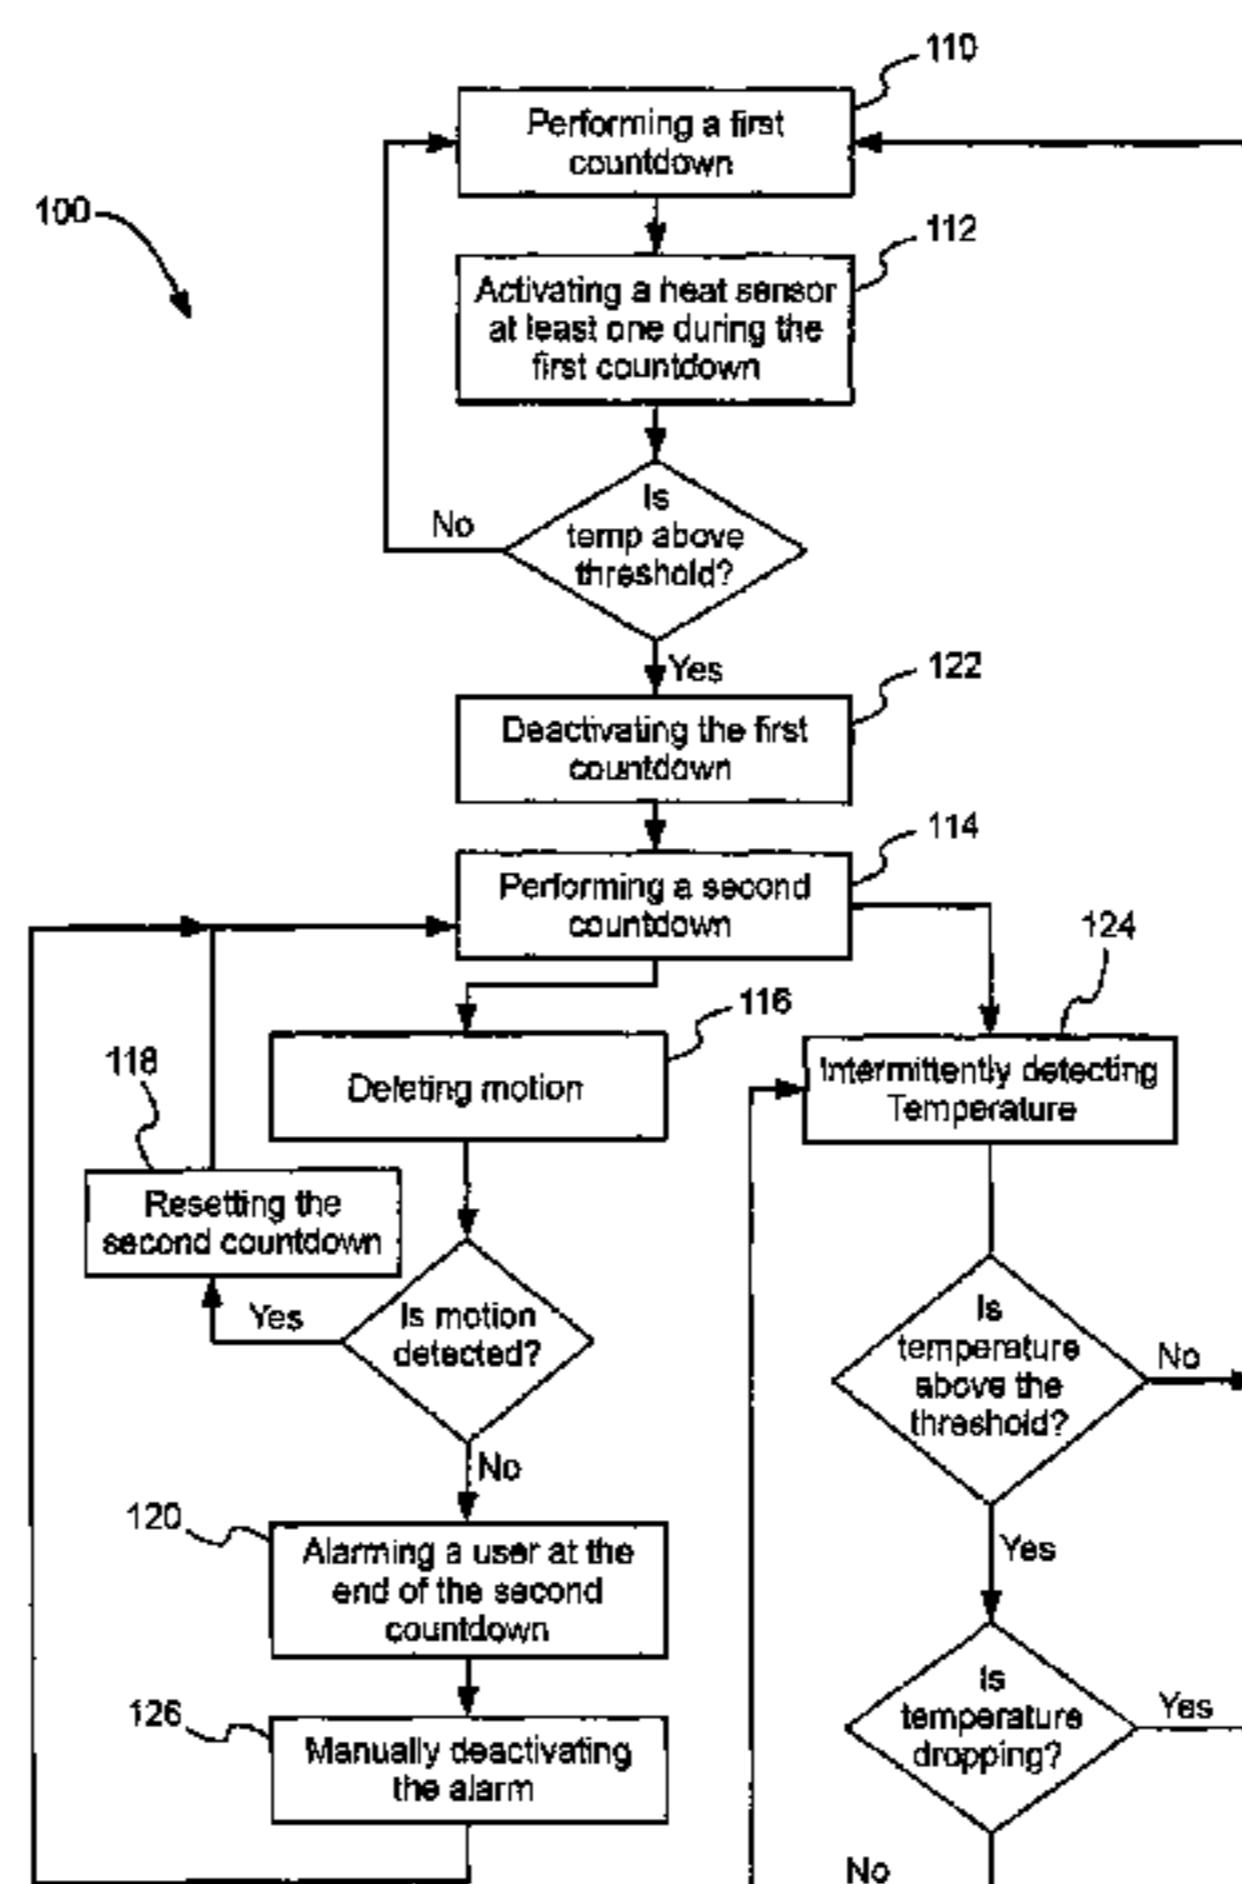 110
Performing a first
countdown
100
112
Activating a heat sensor
at least one during the
first countdown
Is
temp above
threshold?
No
Yes
122
Deactivating the first
countdown
114
Performing a second
countdown
124
116
118
Deleting motion
Intermittently detecting
Temperature
Resetting the
second countdown
Is motion
detected?
Yes
Is
temperature
above the
threshold?
No
No
120
Alarming a user at the
end of the second
countdown
Yes
126
Manually deactivating
the alarm
Is
temperature
dropping?
Yes
No